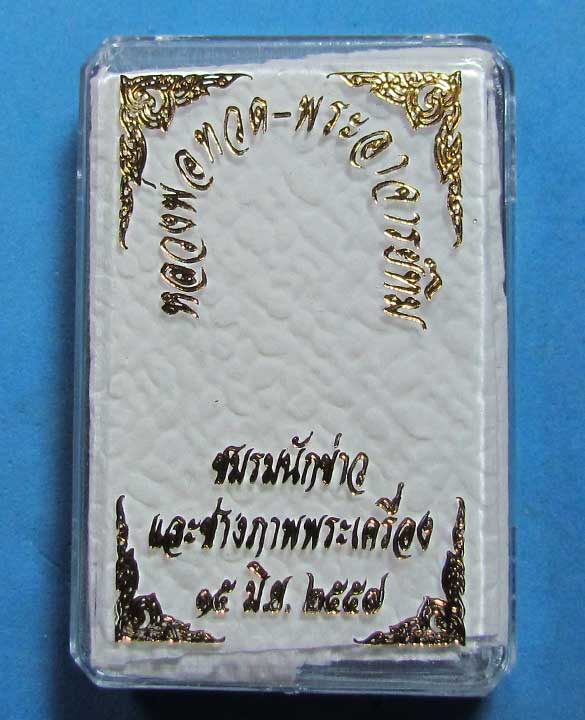 หลวงพ่อทวด-พระอาจารย์ทิม
ชมรมนักข่าว
และช่างภาพพระเครื่อง
๑๕ มิ.ย. ๒๕๕๗